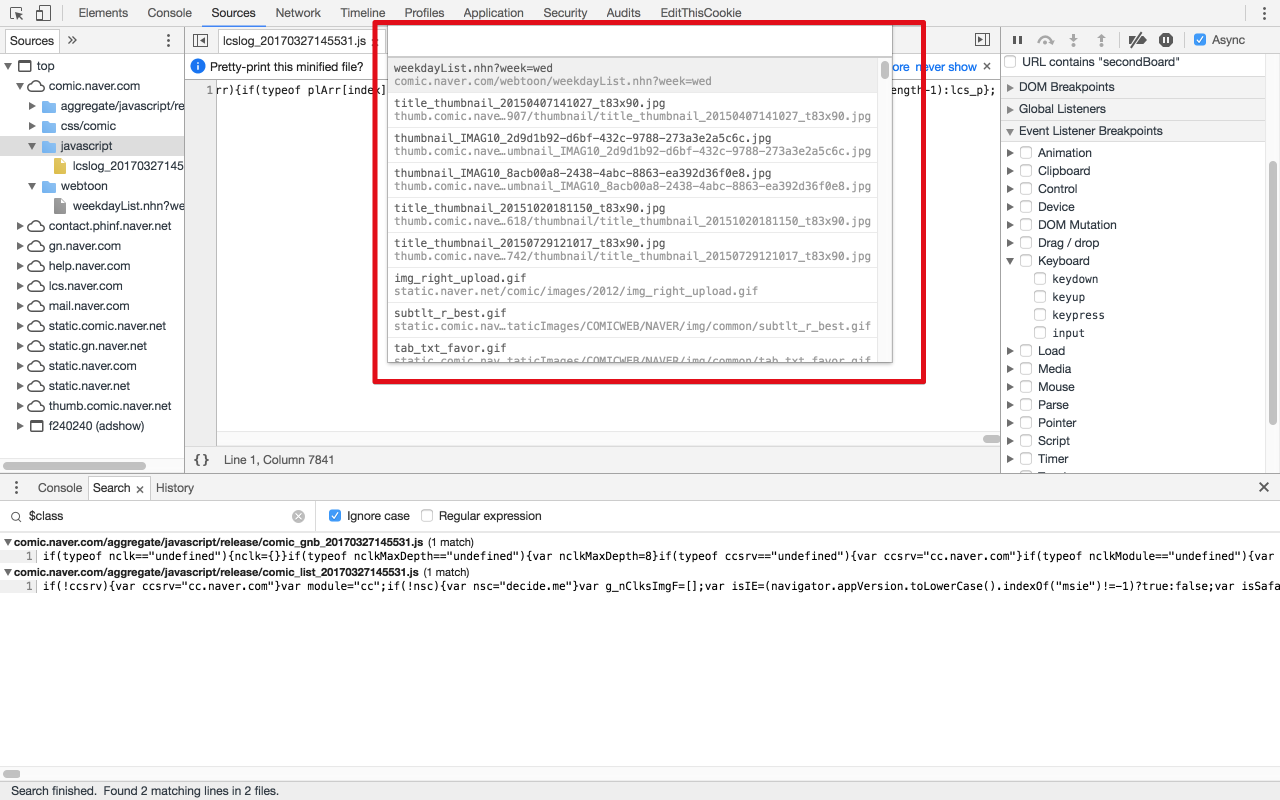 Elements Console Sources Network Timeline Profiles Application Security Audits EditThisCookie
Sources
top
comic.naver.com
aggregate/javascript/re
css/comic
javascript
lcslog_20170327145
webtoon
weekdayList.nhn?we
contact.phinf.naver.net
gn.naver.com
help.naver.com
lcs.naver.com
mail.naver.com
static.comic.naver.net
static.gn.naver.net
static.naver.com
static.naver.net
thumb.comic.naver.net
f240240 (adshow)
lcslog_20170327145531.js
Pretty-print this minified file?
ore never show
1 rr){if(typeof plArr[index]
ength-1):lcs_p};
weekdayList.nhn?week=wed
comic.naver.com/webtoon/weekdayList.nhn?week=wed
title_thumbnail_20150407141027_t83x90.jpg
thumb.comic.nave…907/thumbnail/title_thumbnail_20150407141027_t83x90.jpg
thumbnail_IMAG10_2d9d1b92-d6bf-432c-9788-273a3e2a5c6c.jpg
thumb.comic.nave…umbnail_IMAG10_2d9d1b92-d6bf-432c-9788-273a3e2a5c6c.jpg
thumbnail_IMAG10_8acb00a8-2438-4abc-8863-ea392d36f0e8.jpg
thumb.comic.nave…umbnail_IMAG10_8acb00a8-2438-4abc-8863-ea392d36f0e8.jpg
title_thumbnail_20151020181150_t83x90.jpg
thumb.comic.nave…618/thumbnail/title_thumbnail_20151020181150_t83x90.jpg
title_thumbnail_20150729121017_t83x90.jpg
thumb.comic.nave…742/thumbnail/title_thumbnail_20150729121017_t83x90.jpg
img_right_upload.gif
static.naver.net/comic/images/2012/img_right_upload.gif
subtlt_r_best.gif
static.comic.nav…taticImages/COMICWEB/NAVER/img/common/subtlt_r_best.gif
tab_txt_favor.gif
static.comic.nav…taticImages/COMICWEB/NAVER/img/common/tab_txt_favor.gif
{} Line 1, Column 7841
Async
URL contains "secondBoard"
DOM Breakpoints
Global Listeners
Event Listener Breakpoints
Animation
Clipboard
Control
Device
DOM Mutation
Drag / drop
Keyboard
keydown
keyup
keypress
input
Load
Media
Mouse
Parse
Pointer
Script
Timer
Console Search History
$class
Ignore case Regular expression
comic.naver.com/aggregate/javascript/release/comic_gnb_20170327145531.js (1 match)
1 if(typeof nclk=="undefined"){nclk={}}if(typeof nclkMaxDepth=="undefined"){var nclkMaxDepth=8}if(typeof ccsrv=="undefined"){var ccsrv="cc.naver.com"}if(typeof nclkModule=="undefined"){var
comic.naver.com/aggregate/javascript/release/comic_list_20170327145531.js (1 match)
1 if(!ccsrv){var ccsrv="cc.naver.com"}var module="cc";if(!nsc){var nsc="decide.me"}var g_nClksImgF=[];var isIE=(navigator.appVersion.toLowerCase().indexOf("msie")!=-1)?true:false;var isSafa
Search finished. Found 2 matching lines in 2 files.